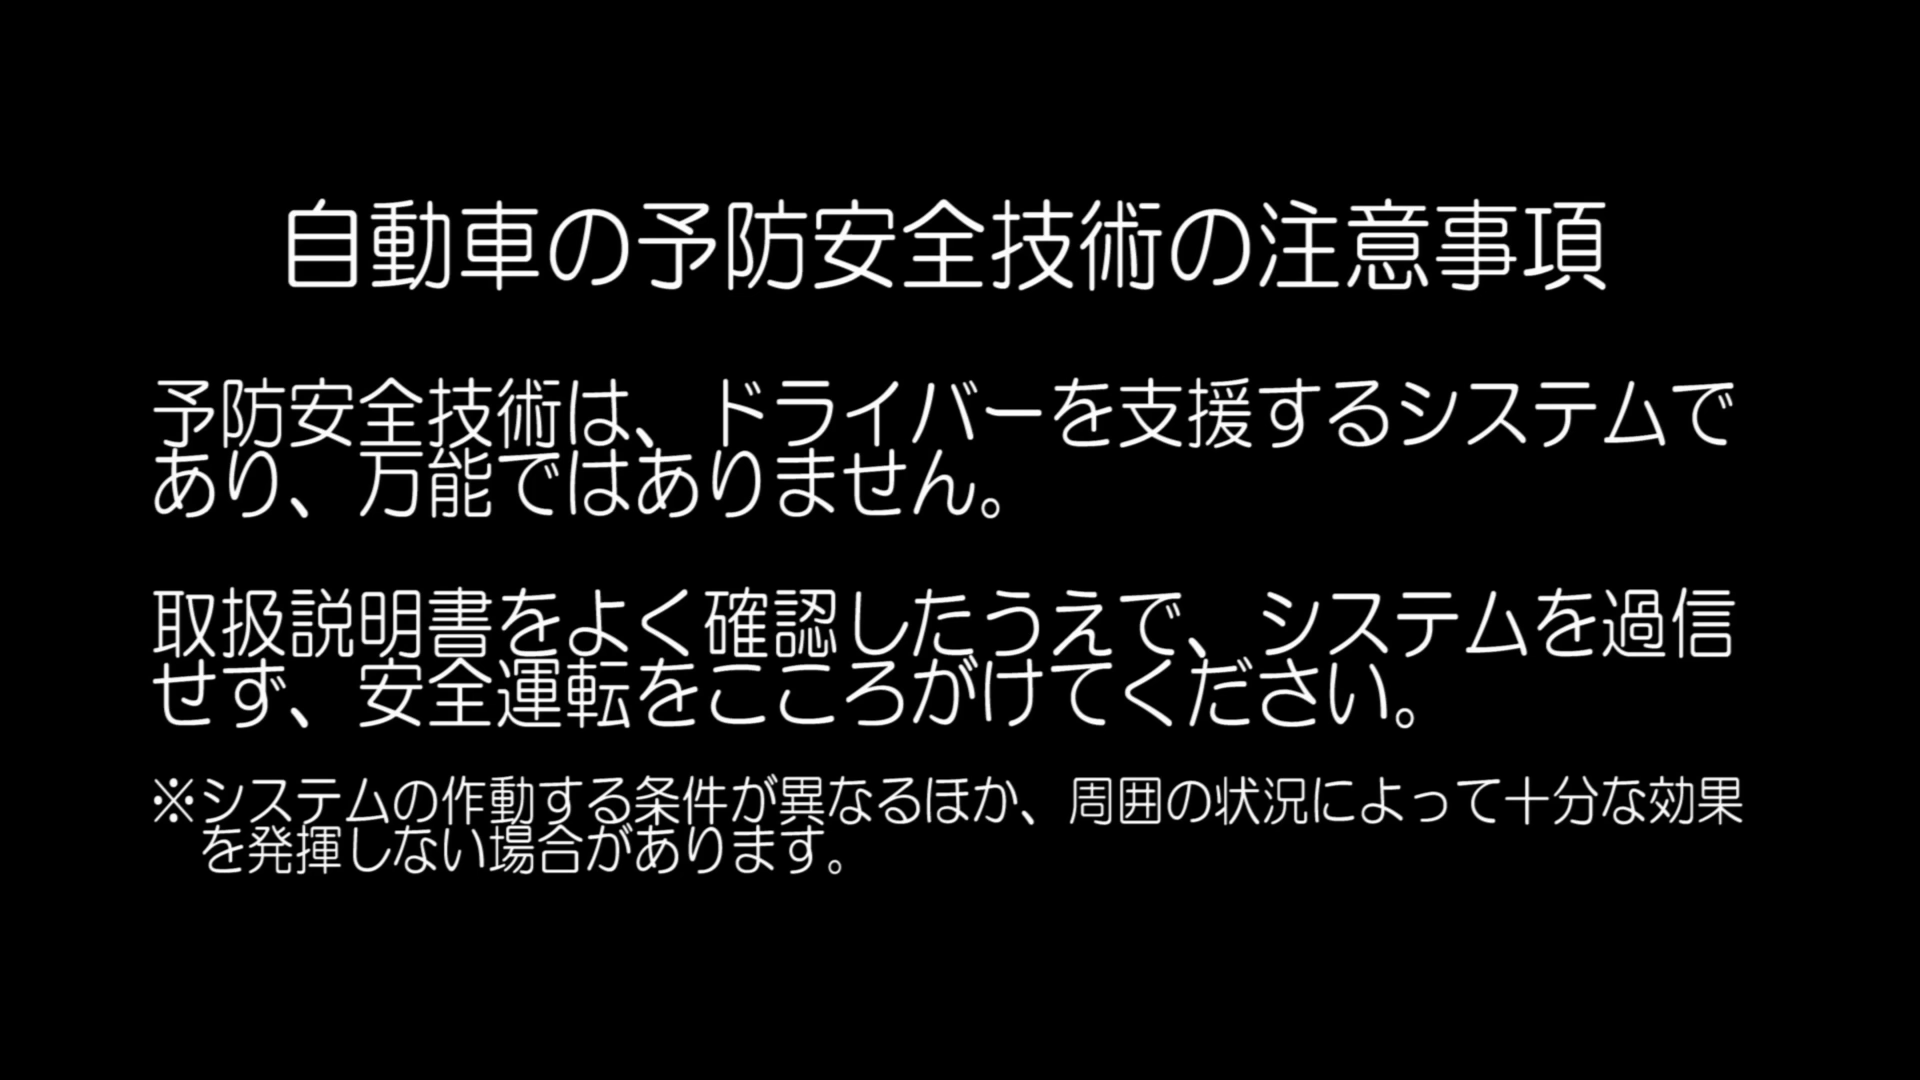 自動車の予防安全技術の注意事項
予防安全技術は、ドライバーを支援するシステムで
あり、万能ではありません。
取扱説明書をよく確認したうえで、システムを過信
せず、安全運転をこころがけてください。
※システムの作動する条件が異なるほか、周囲の状況によって十分な効果
を発揮しない場合があります。